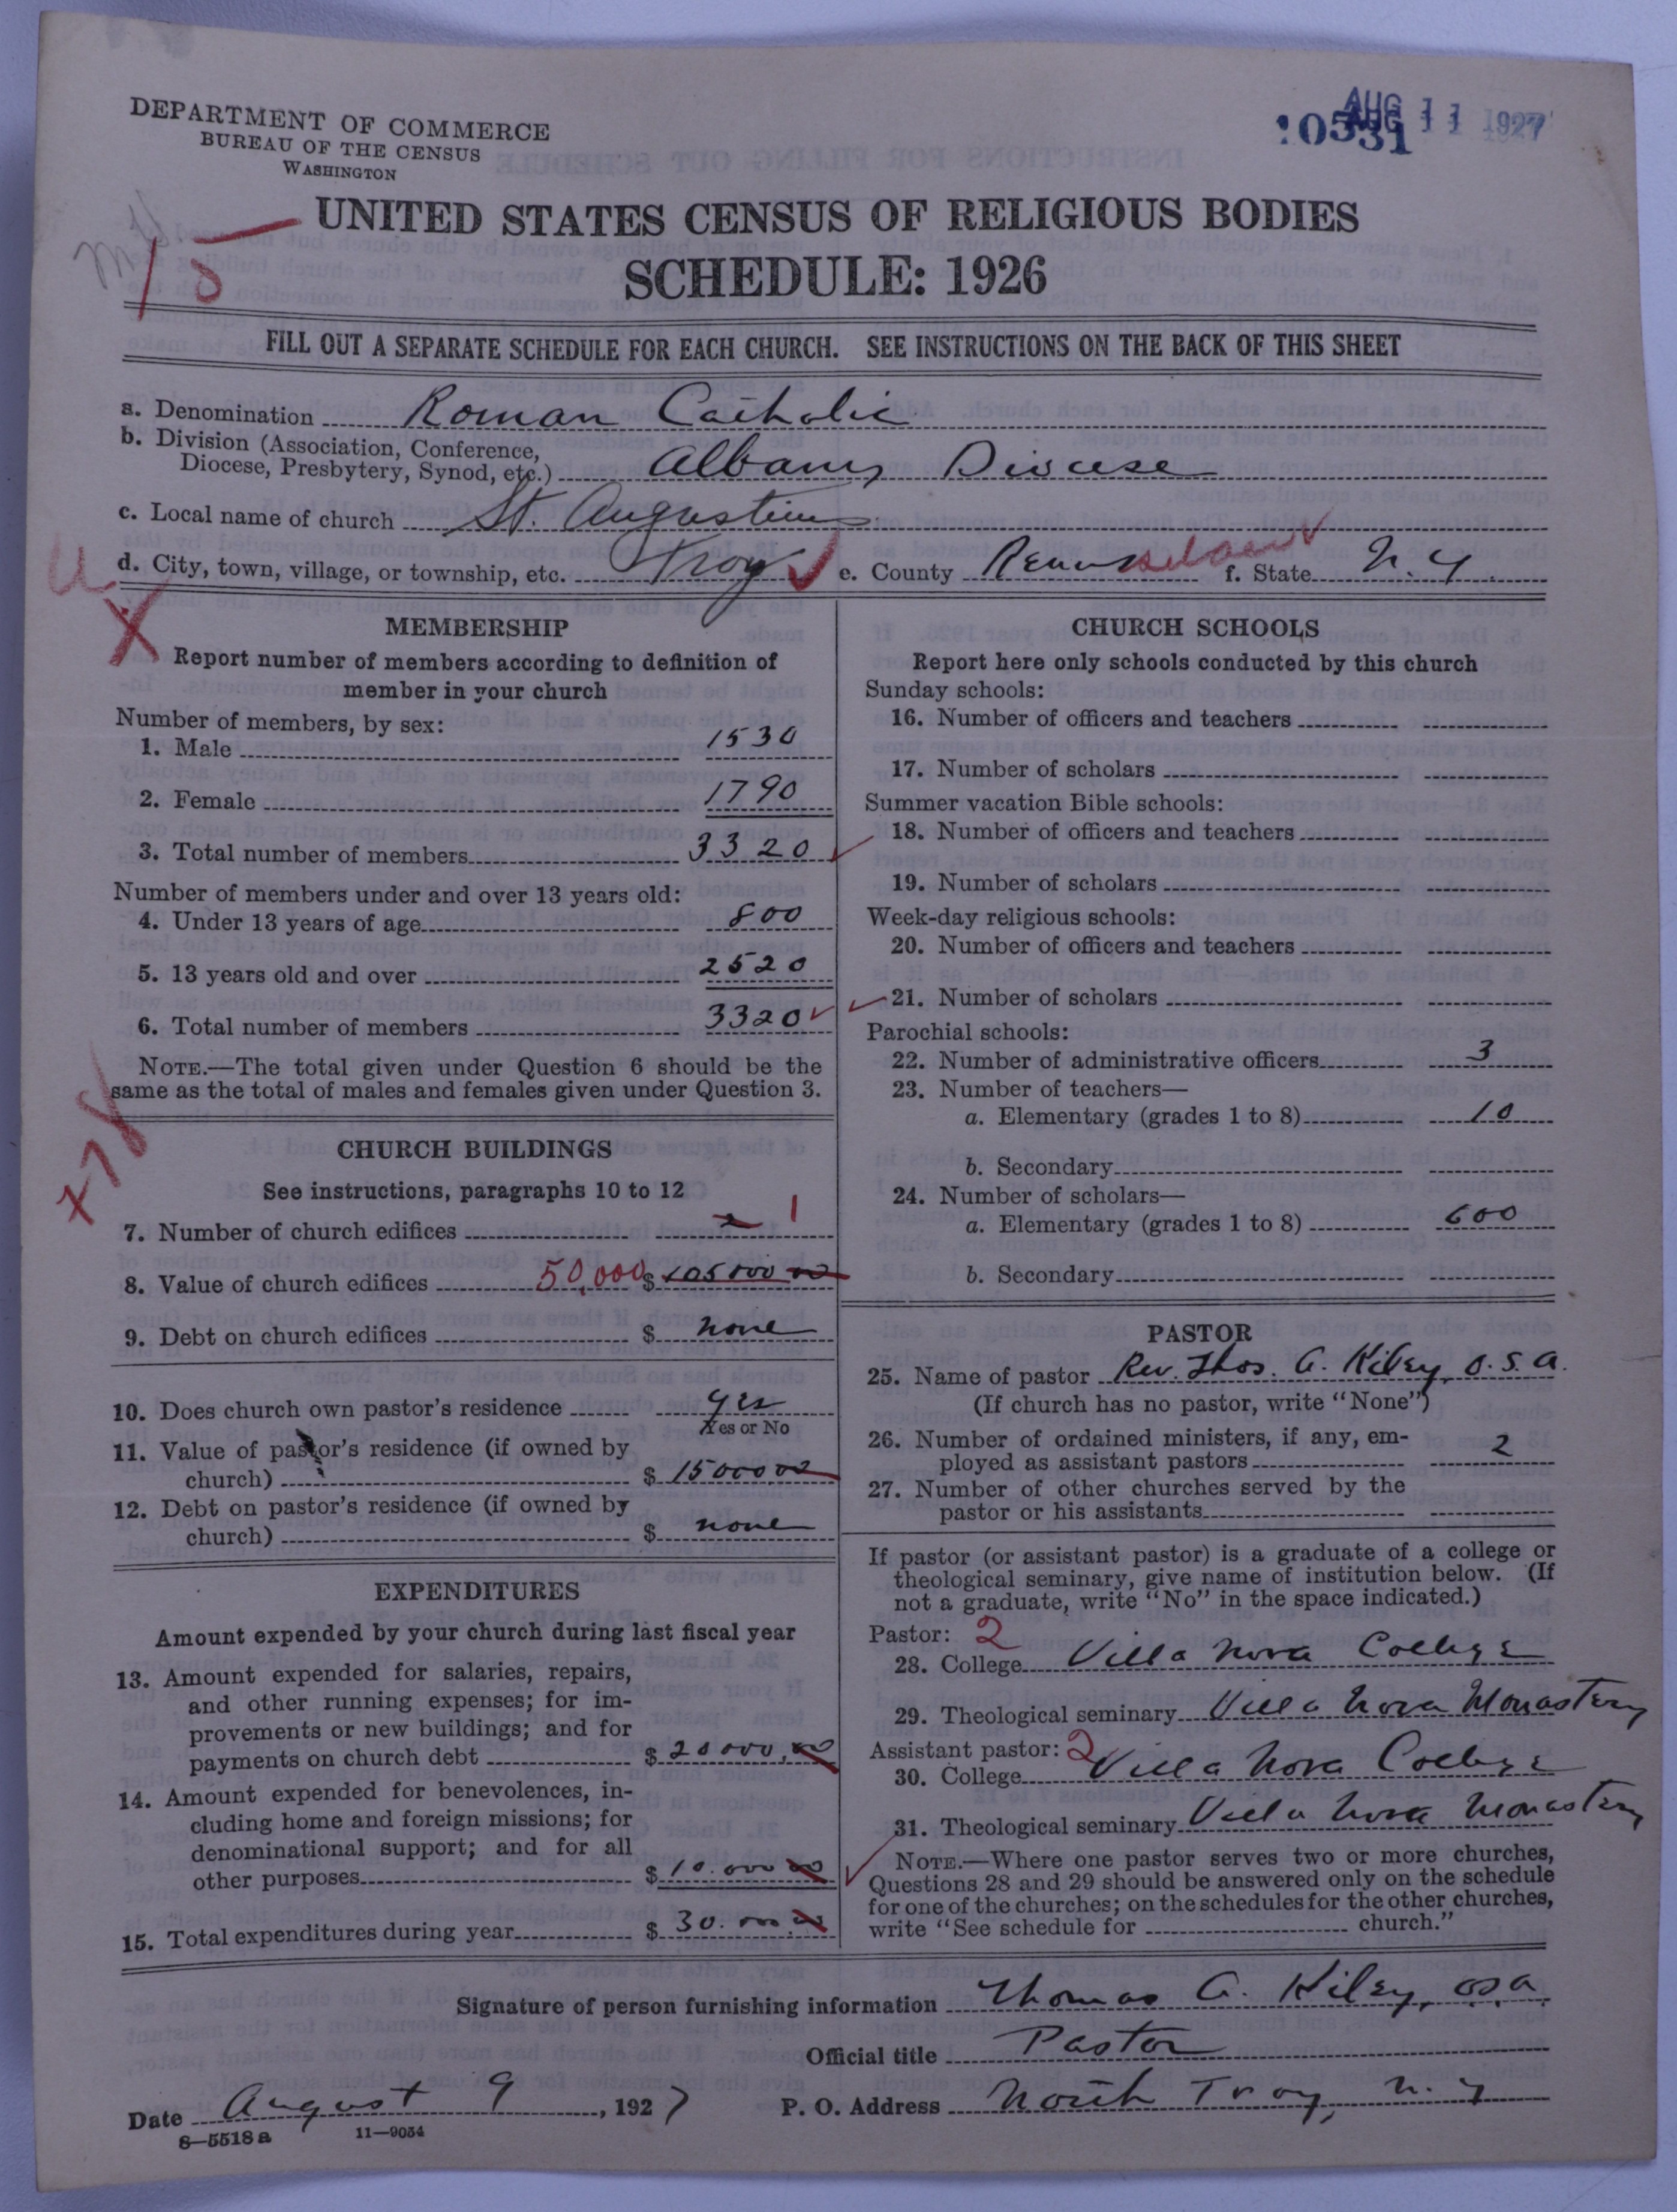 DEPARTMENT OF COMMERCE
BUREAU OF THE CENSUS
WASHINGTON
AUG 11 1927
10531
UNITED STATES CENSUS OF RELIGIOUS BODIES
SCHEDULE: 1926
15
FILL OUT A SEPARATE SCHEDULE FOR EACH CHURCH. SEE INSTRUCTIONS ON THE BACK OF THIS SHEET
a. Denomination Roman Catholic
b. Division (Association, Conference,
Diocese, Presbytery, Synod, etc.) Albany Diocese
c. Local name of church St. Augustine
d. City, town, village, or township, etc. Troy e. County Rensselaer f. State N. Y.
X
MEMBERSHIP
Report number of members according to definition of
member in your church
Number of members, by sex:
1. Male 1530
2. Female 1790
3. Total number of members 3320
Number of members under and over 13 years old:
4. Under 13 years of age 800
5. 13 years old and over 2520
6. Total number of members 3320
NOTE.—The total given under Question 6 should be the
same as the total of males and females given under Question 3.
+78
CHURCH BUILDINGS
See instructions, paragraphs 10 to 12
7. Number of church edifices 2 1
8. Value of church edifices 50,000 $ 105000 00
9. Debt on church edifices $ none
10. Does church own pastor's residence yes
Yes or No
11. Value of pastor's residence (if owned by
church) $ 15000.00
12. Debt on pastor's residence (if owned by
church) $ none
EXPENDITURES
Amount expended by your church during last fiscal year
13. Amount expended for salaries, repairs,
and other running expenses; for im-
provements or new buildings; and for
payments on church debt $ 20000.00
14. Amount expended for benevolences, in-
cluding home and foreign missions; for
denominational support; and for all
other purposes $ 10.000 00
15. Total expenditures during year $ 30.000.00
CHURCH SCHOOLS
Report here only schools conducted by this church
Sunday schools:
16. Number of officers and teachers
17. Number of scholars
Summer vacation Bible schools:
18. Number of officers and teachers
19. Number of scholars
Week-day religious schools:
20. Number of officers and teachers
21. Number of scholars
Parochial schools:
22. Number of administrative officers 3
23. Number of teachers—
a. Elementary (grades 1 to 8) 10
b. Secondary
24. Number of scholars—
a. Elementary (grades 1 to 8) 600
b. Secondary
PASTOR
25. Name of pastor Rev. Thos. A. Kiley, O.S.A.
(If church has no pastor, write "None")
26. Number of ordained ministers, if any, em-
ployed as assistant pastors 2
27. Number of other churches served by the
pastor or his assistants
If pastor (or assistant pastor) is a graduate of a college or
theological seminary, give name of institution below. (If
not a graduate, write "No" in the space indicated.)
Pastor: 2
28. College Villa Nova College
29. Theological seminary Villa Nova Monastery
Assistant pastor: 2
30. College Villa Nova College
31. Theological seminary Villa Nova Monastery
NOTE.—Where one pastor serves two or more churches,
Questions 28 and 29 should be answered only on the schedule
for one of the churches; on the schedules for the other churches,
write "See schedule for church."
Signature of person furnishing information Thomas A. Kiley, O.S.A.
Official title Pastor
Date August 9, 1927 P. O. Address North Troy, N. Y
8—5518a 11—9054